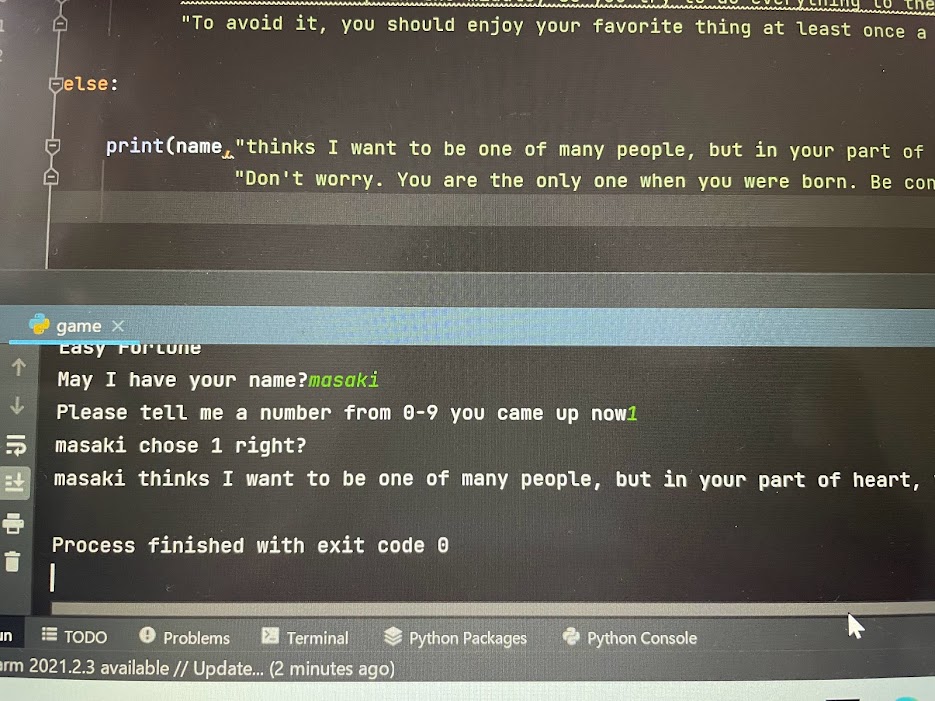 everything to the
"To avoid it, you should enjoy your favorite thing at least once a
else:
print(name,"thinks I want to be one of many people, but in your part of
"Don't worry. You are the only one when you were born. Be con
game
Easy Fortune
May I have your name?masaki
Please tell me a number from 0-9 you came up now1
masaki chose 1 right?
masaki thinks I want to be one of many people, but in your part of heart,
Process finished with exit code 0
un TODO Problems Terminal Python Packages Python Console
arm 2021.2.3 available // Update... (2 minutes ago)